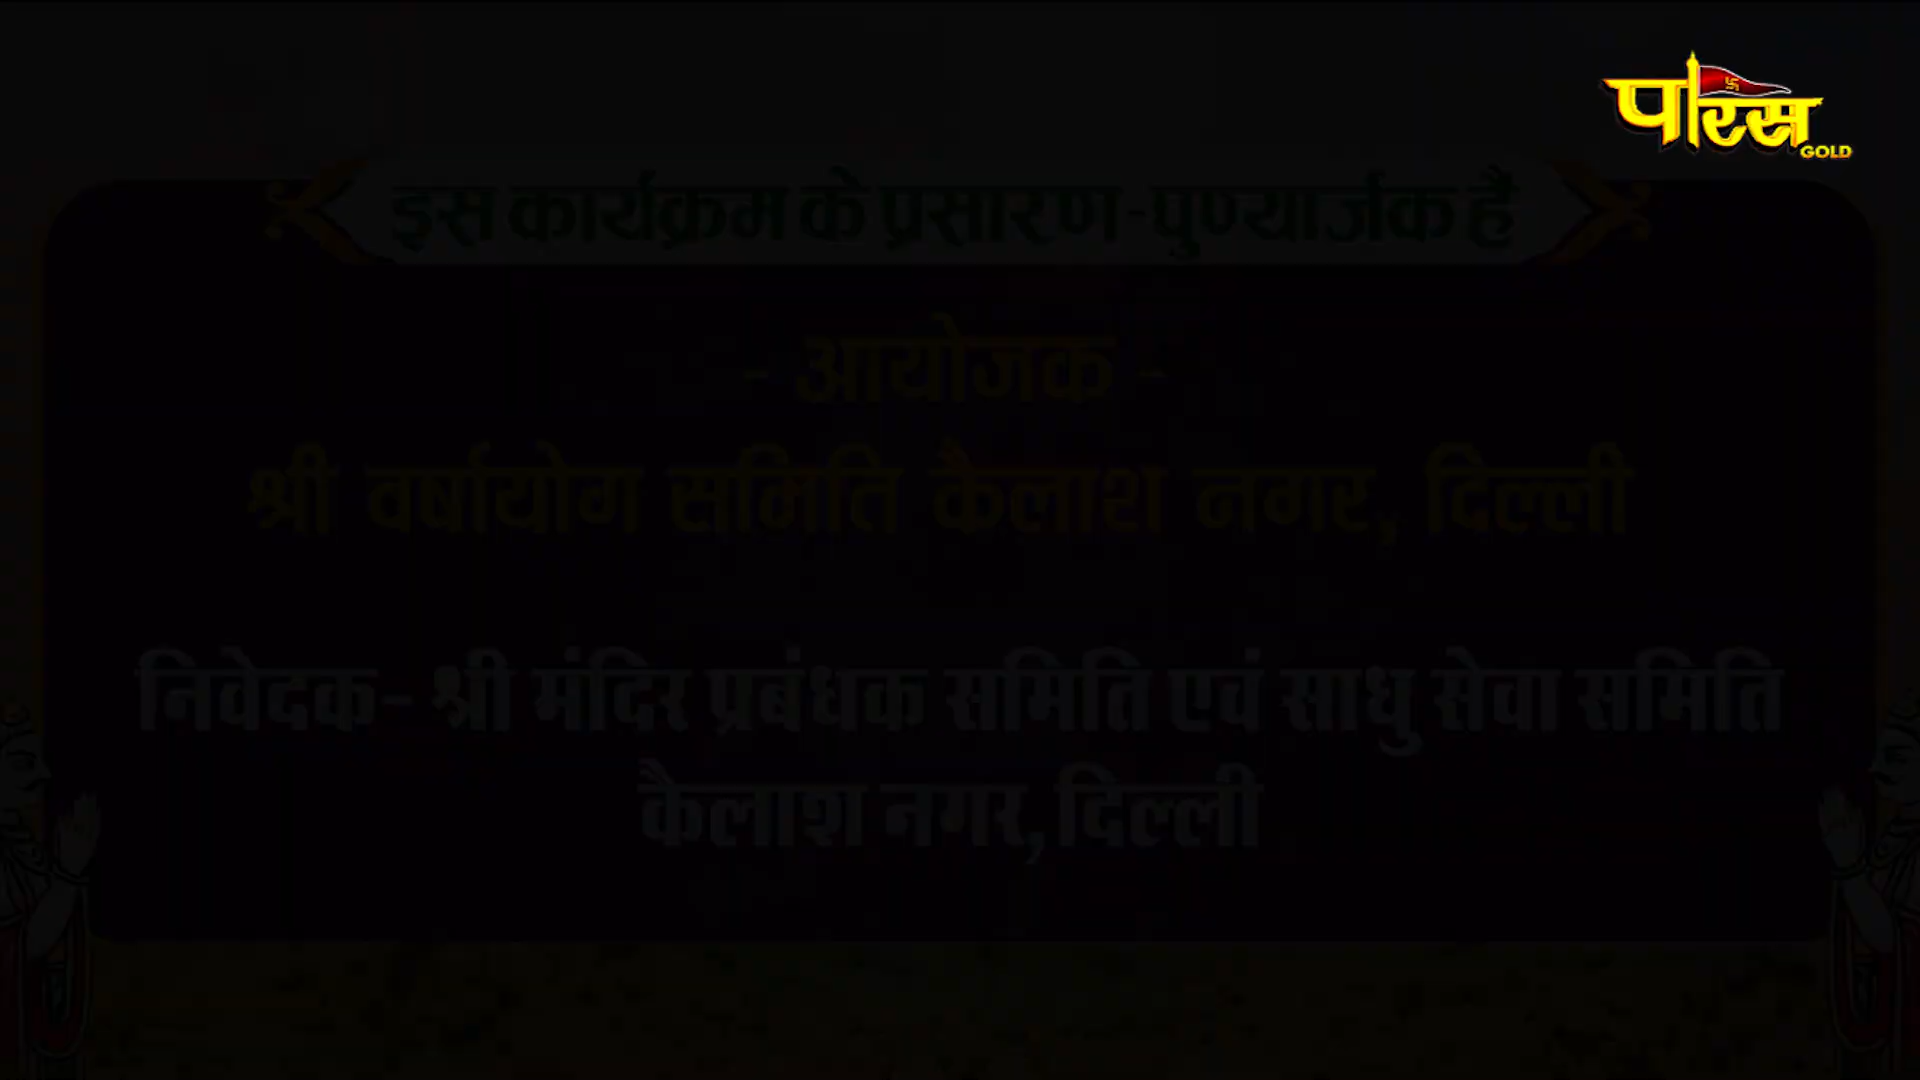 पारस
GOLD
इस कार्यक्रम के प्रसारण-पुण्यार्जक हैं
- आयोजक -
श्री वर्षायोग समिति कैलाश नगर, दिल्ली
निवेदक- श्री मंदिर प्रबंधक समिति एवं साधु सेवा समिति
कैलाश नगर, दिल्ली